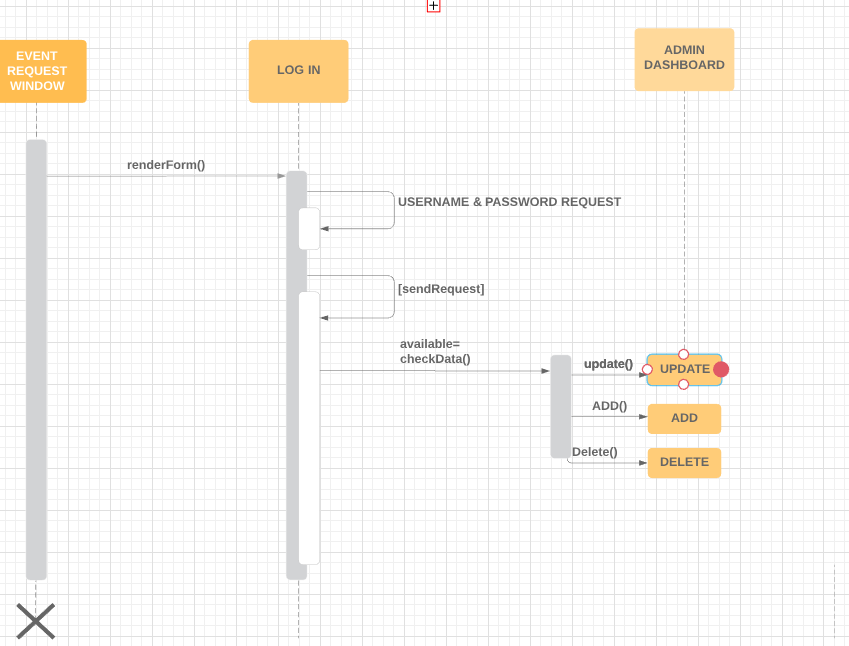 EVENT
REQUEST
WINDOW
LOG IN
ADMIN
DASHBOARD
renderForm()
USERNAME & PASSWORD REQUEST
[sendRequest]
available=
checkData()
update()
UPDATE
ADD()
ADD
Delete()
DELETE